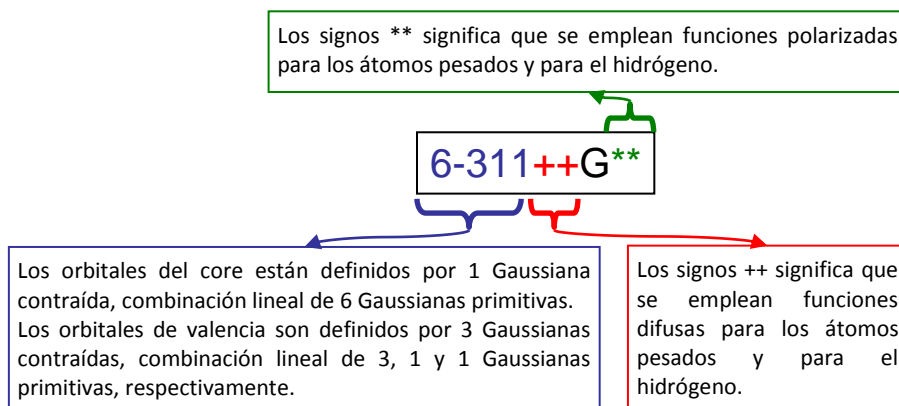 Los signos ** significa que se emplean funciones polarizadas
para los átomos pesados y para el hidrógeno.
6-311++G**
Los orbitales del core están definidos por 1 Gaussiana
contraída, combinación lineal de 6 Gaussianas primitivas.
Los orbitales de valencia son definidos por 3 Gaussianas
contraídas, combinación lineal de 3, 1 y 1 Gaussianas
primitivas, respectivamente.
Los signos ++ significa que
se emplean funciones
difusas para los átomos
pesados y para el
hidrógeno.